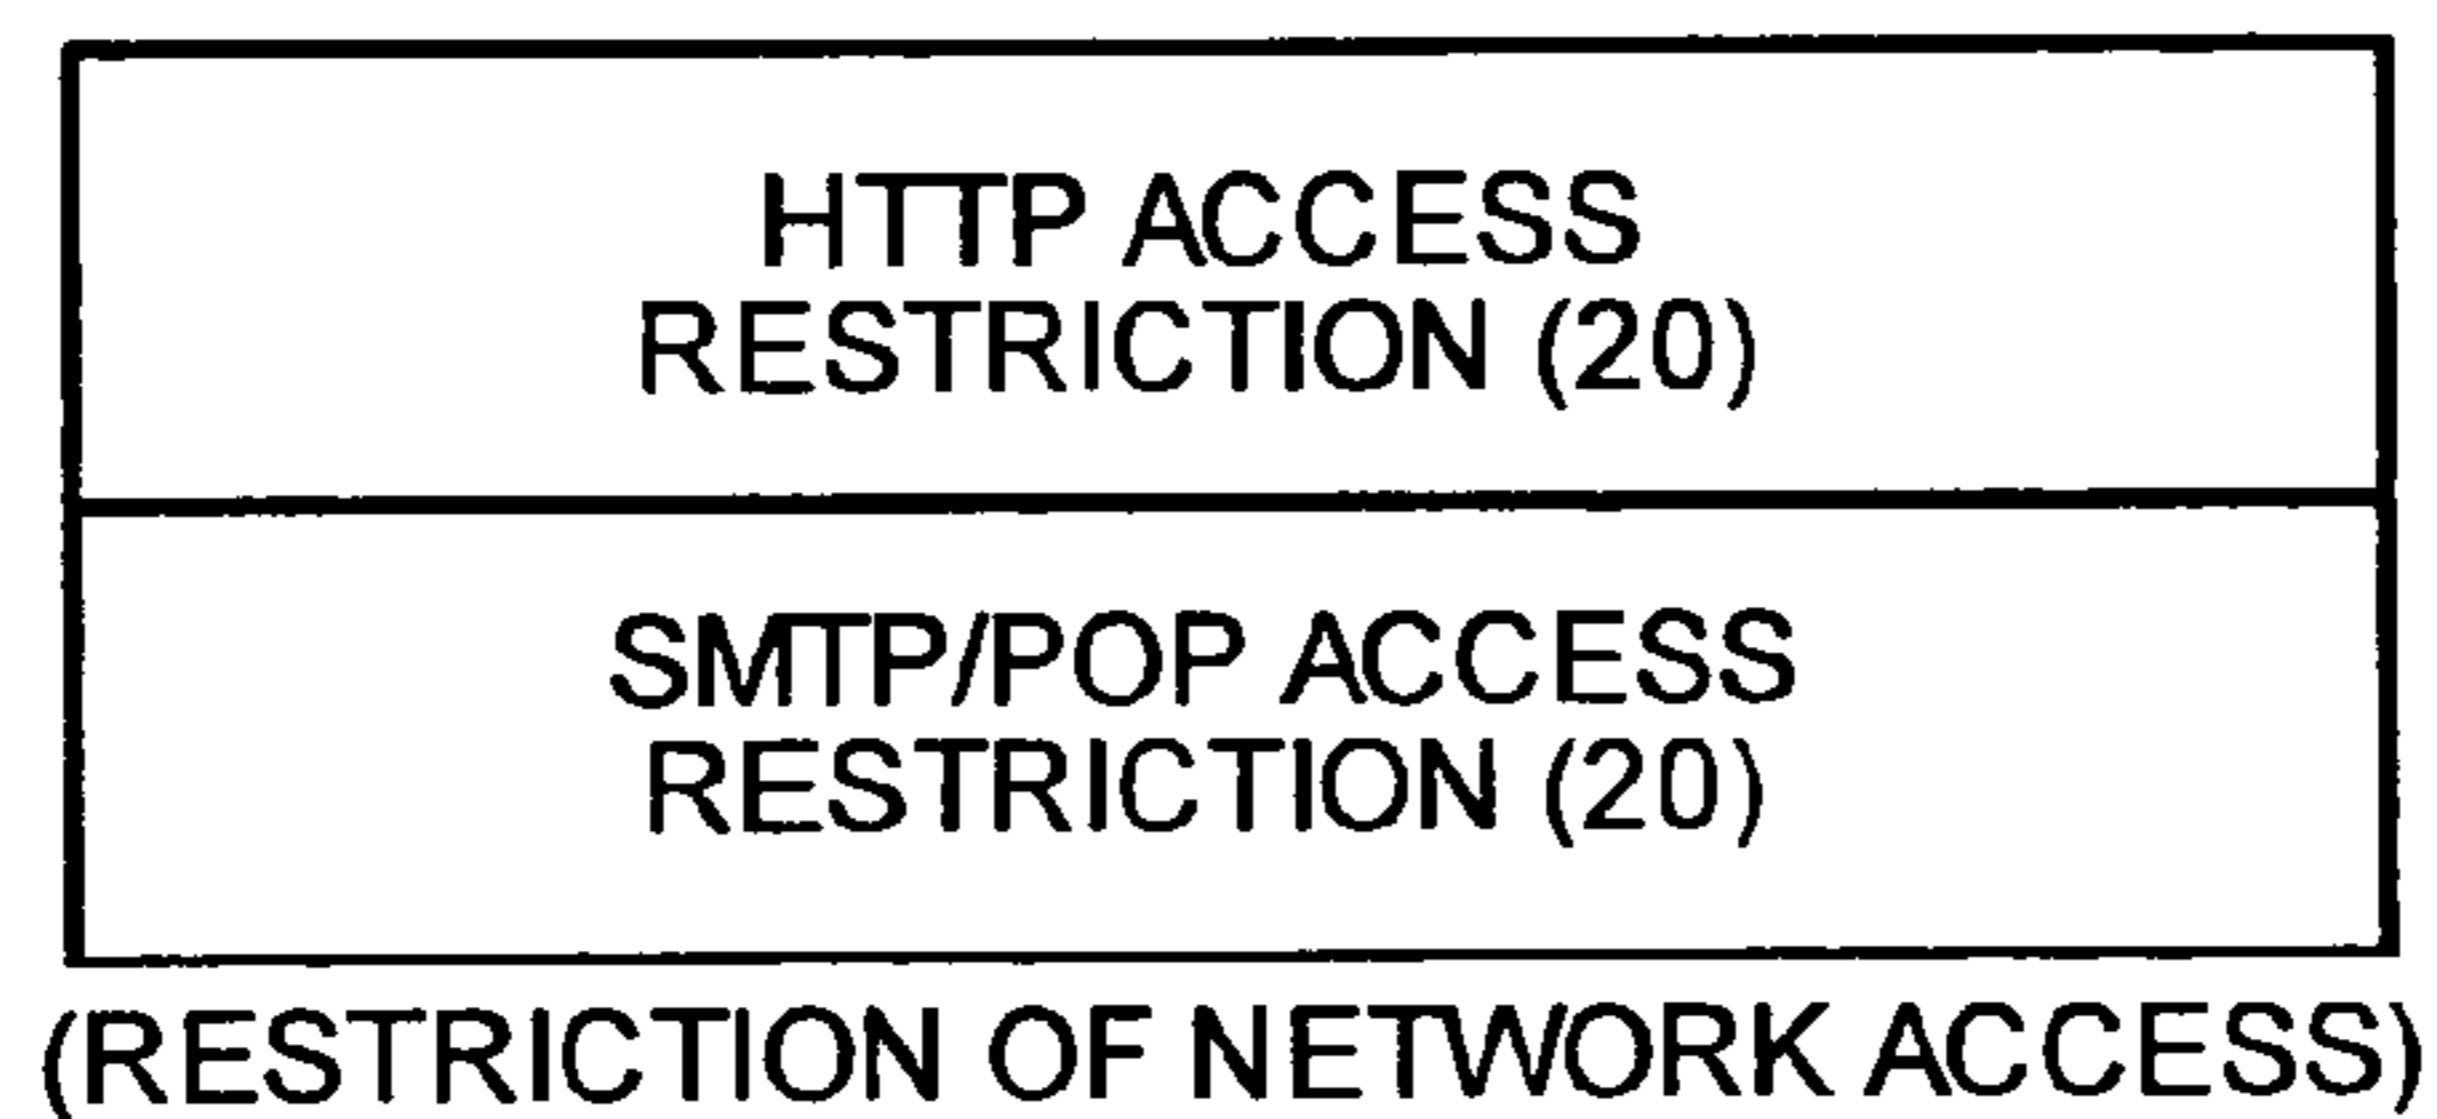 HTTP ACCESS
RESTRICTION (20)
SMTP/POP ACCESS
RESTRICTION (20)
(RESTRICTION OF NETWORK ACCESS)